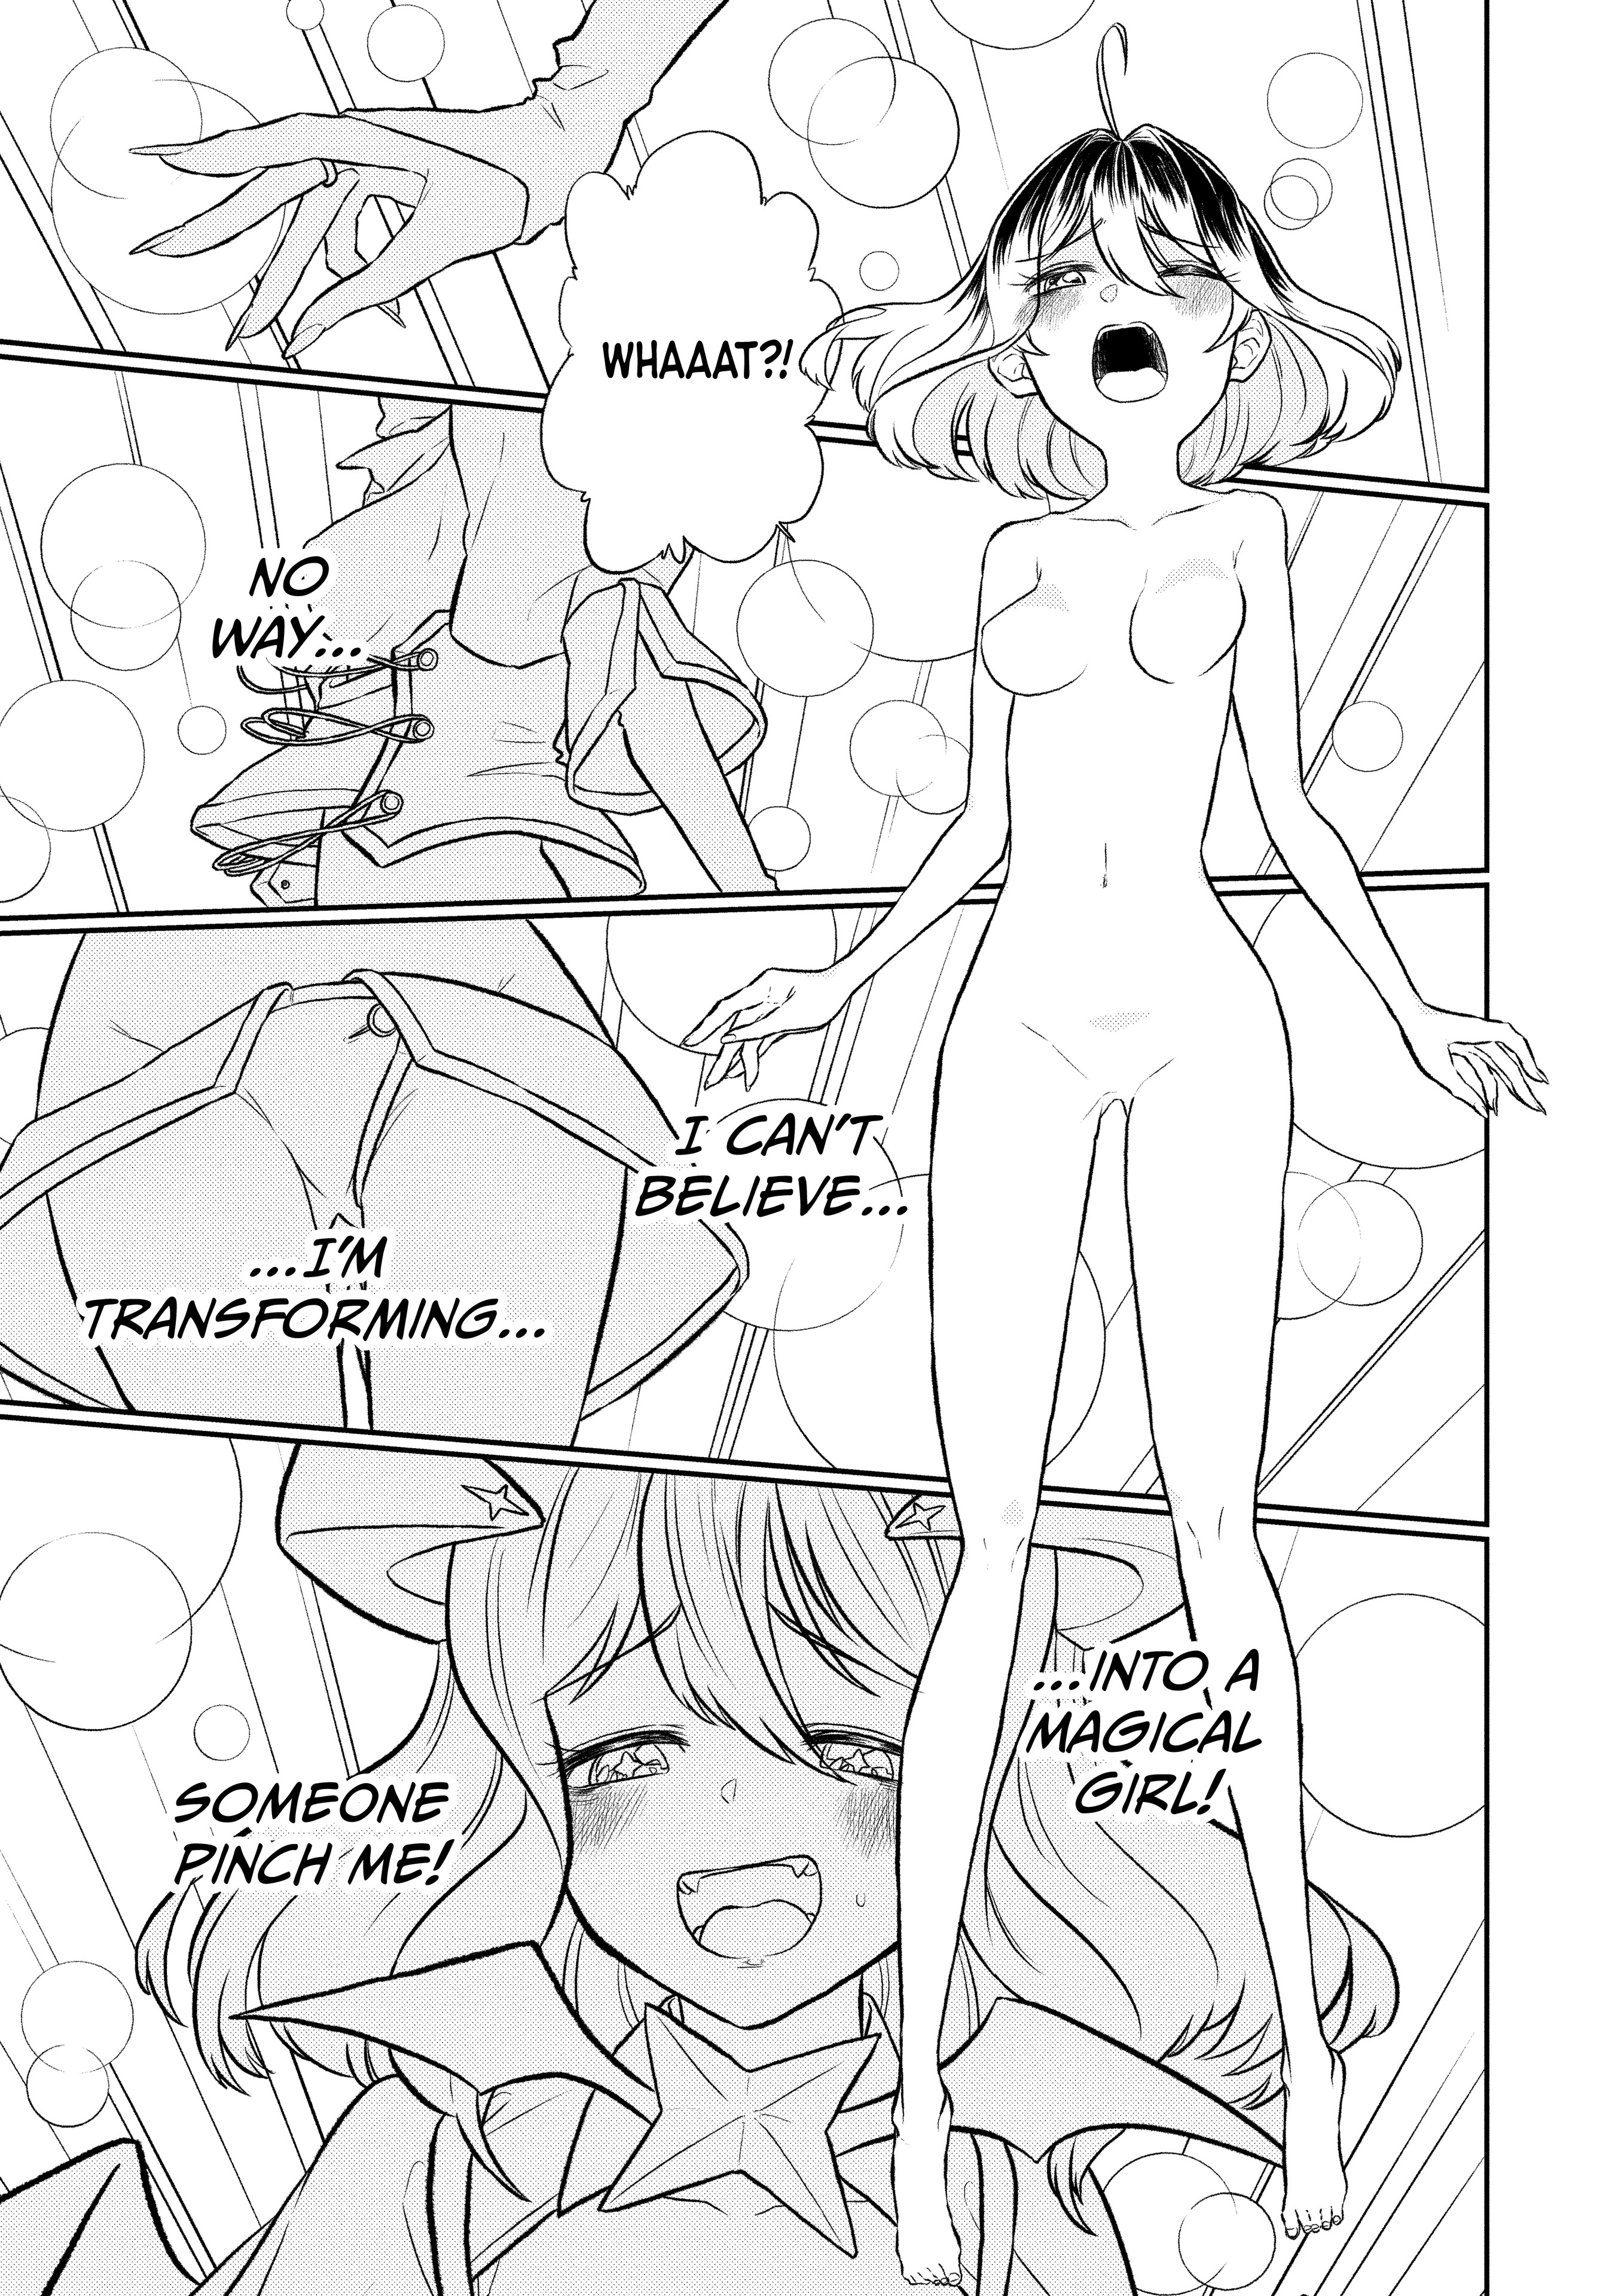 WHAAAT?!
NO
WAY...
I CAN'T
BELIEVE...
...I'M
TRANSFORMING...
...INTO A
MAGICAL
GIRL!
SOMEONE
PINCH ME!